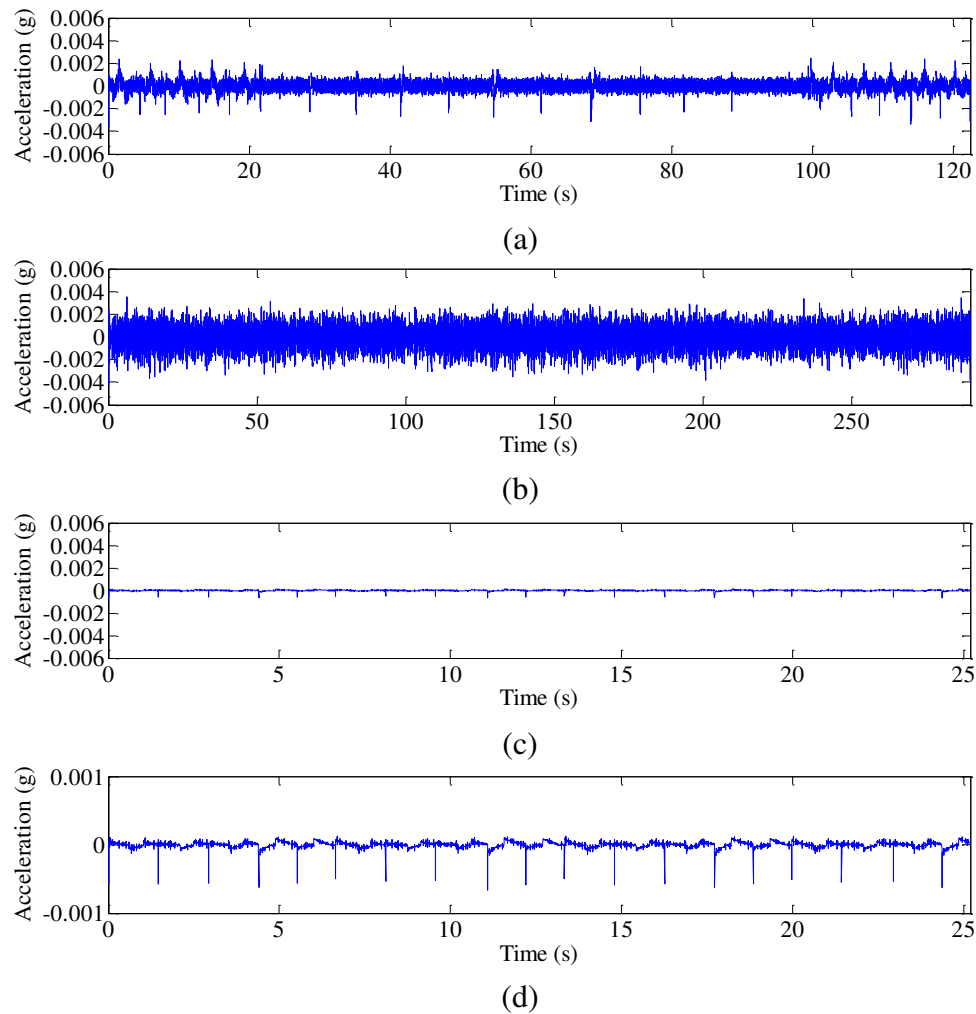 0.006
0.004
0.002
0
-0.002
-0.004
-0.006
Acceleration (g)
0 20 40 60 80 100 120
Time (s)
(a)
0.006
0.004
0.002
0
-0.002
-0.004
-0.006
Acceleration (g)
0 50 100 150 200 250
Time (s)
(b)
0.006
0.004
0.002
0
-0.002
-0.004
-0.006
Acceleration (g)
0 5 10 15 20 25
Time (s)
(c)
0.001
0
-0.001
Acceleration (g)
0 5 10 15 20 25
Time (s)
(d)